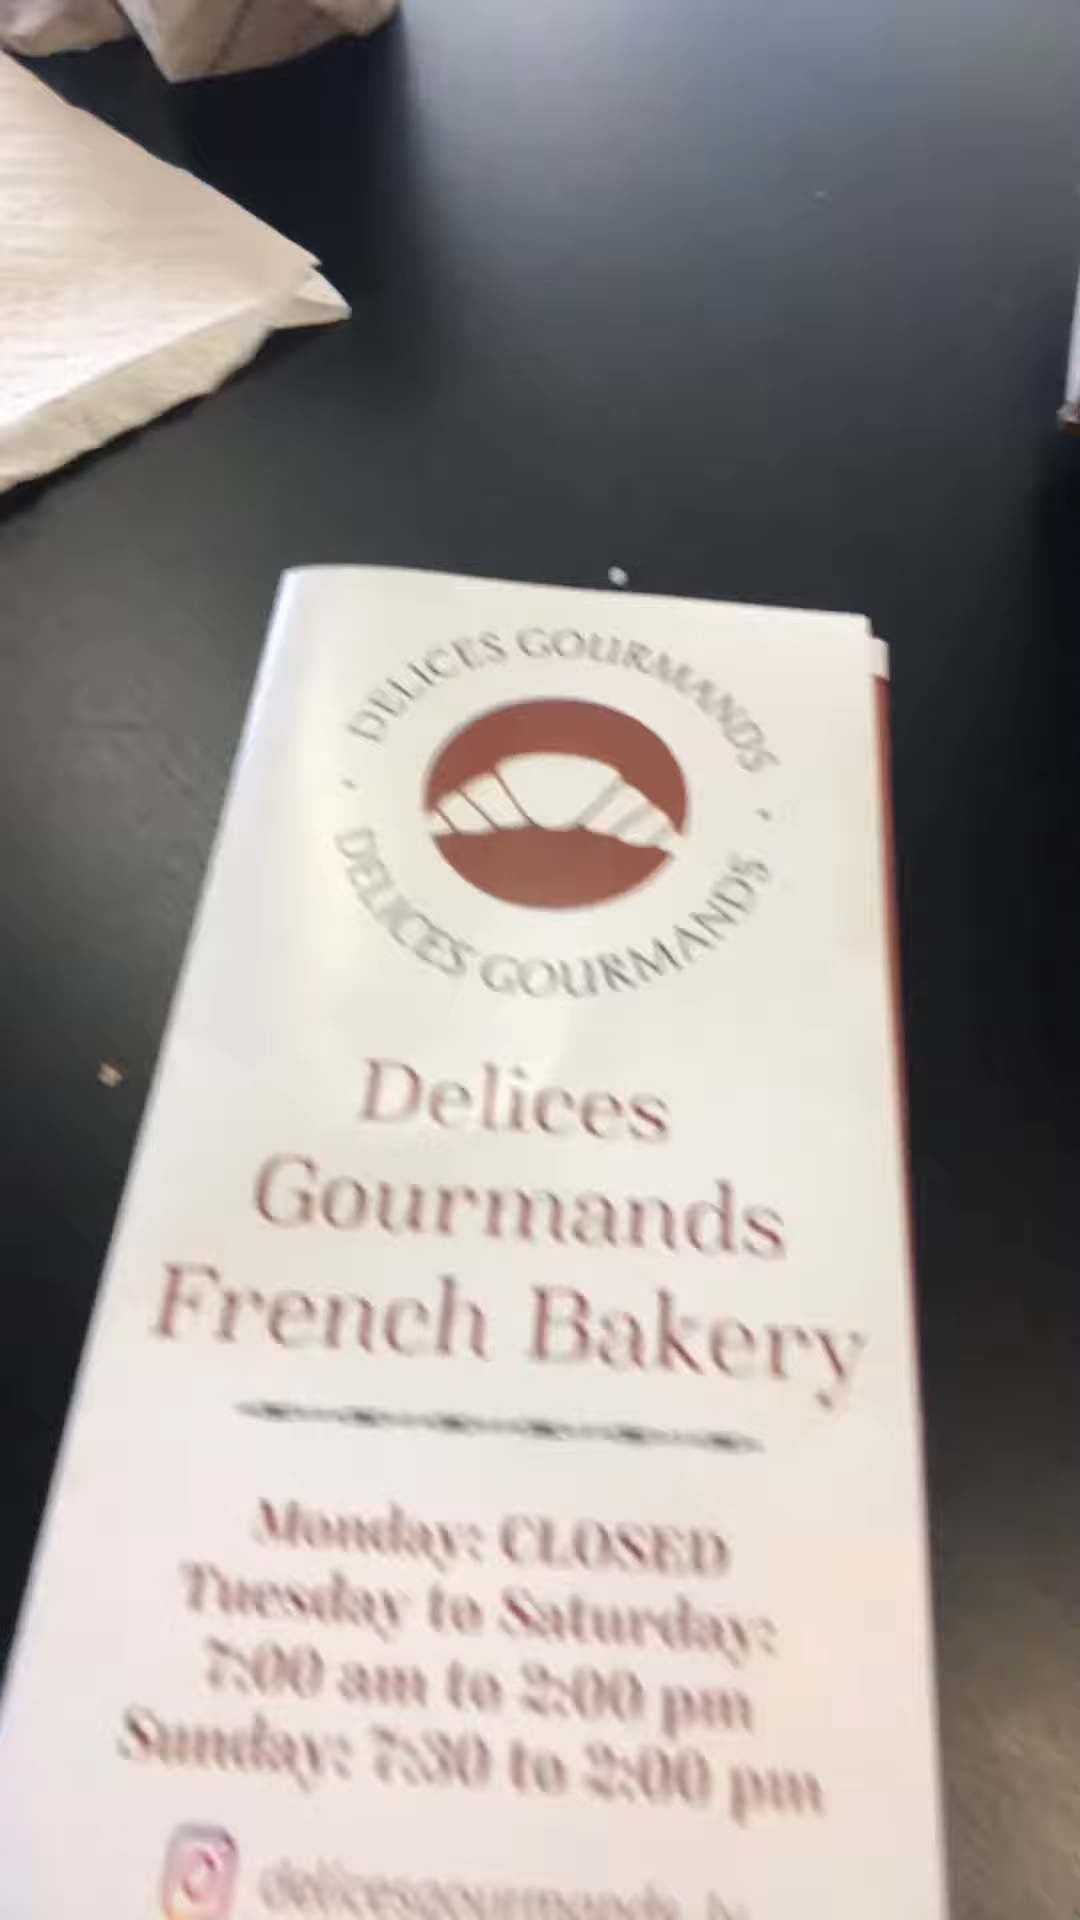 DELICES GOURMANDS
DELICES GOURMANDS
Delices
Gourmands
French Bakery
Monday: CLOSED
Tuesday to Saturday:
7:00 am to 2:00 pm
Sunday: 7:30 to 2:00 pm